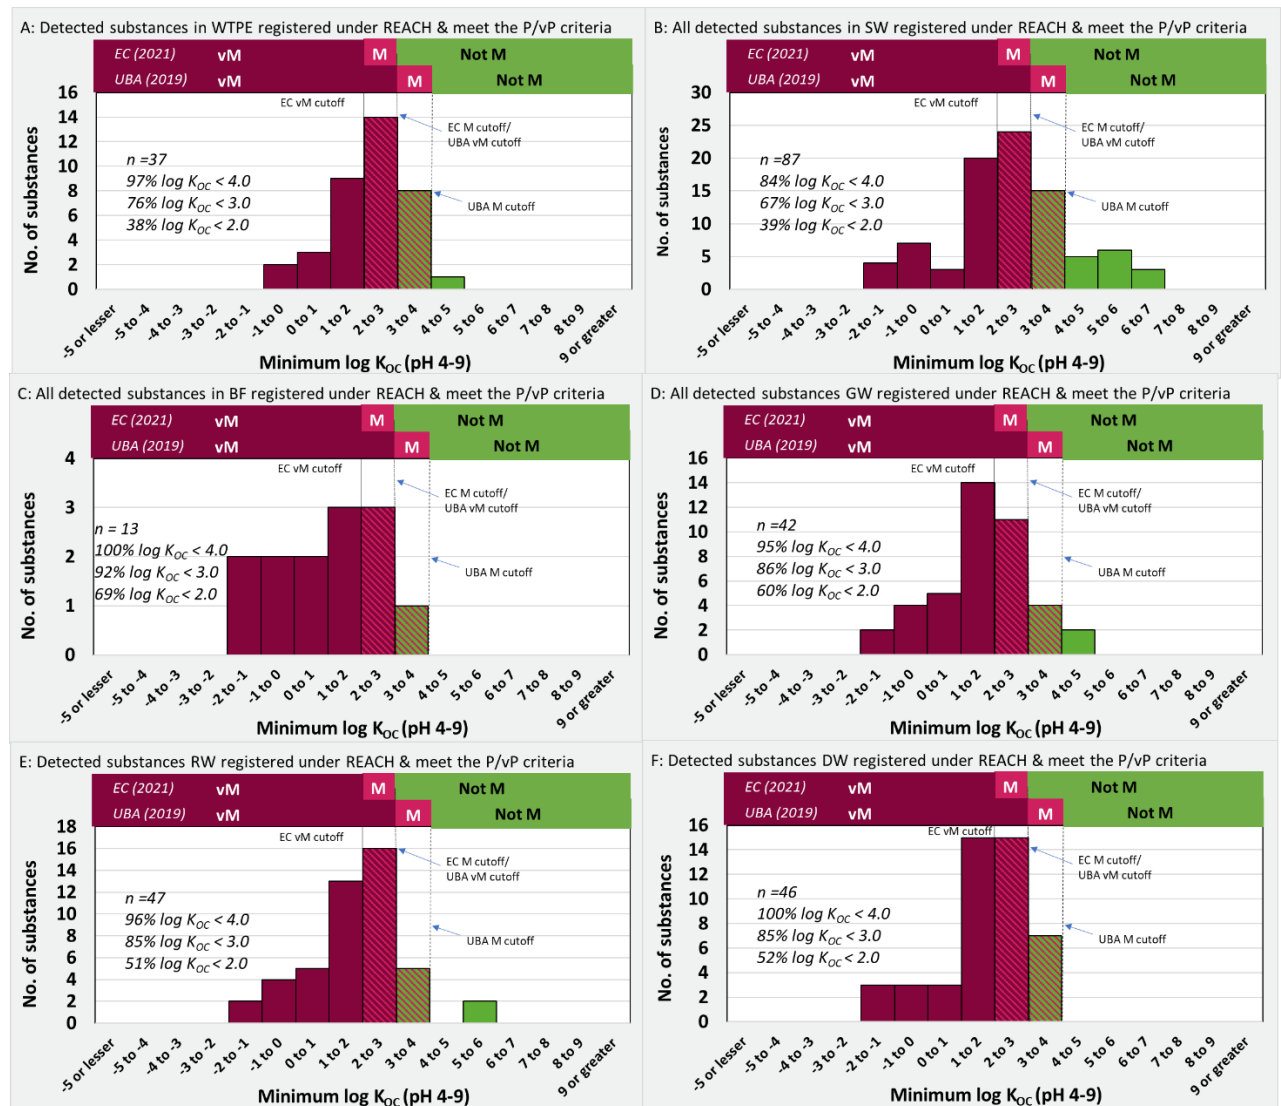 A: Detected substances in WTPE registered under REACH & meet the P/vP criteria
EC (2021) vM M Not M
UBA (2019) vM M Not M
EC vM cutoff
EC M cutoff/
UBA vM cutoff
UBA M cutoff
n =37
97% log KOC < 4.0
76% log KOC < 3.0
38% log KOC < 2.0
No. of substances
16
14
12
10
8
6
4
2
0
-5 or lesser
-5 to -4
-4 to -3
-3 to -2
-2 to -1
-1 to 0
0 to 1
1 to 2
2 to 3
3 to 4
4 to 5
5 to 6
6 to 7
7 to 8
8 to 9
9 or greater
Minimum log KOC (pH 4-9)
B: All detected substances in SW registered under REACH & meet the P/vP criteria
EC (2021) vM M Not M
UBA (2019) vM M Not M
EC vM cutoff
EC M cutoff/
UBA vM cutoff
UBA M cutoff
n =87
84% log KOC < 4.0
67% log KOC < 3.0
39% log KOC < 2.0
No. of substances
30
25
20
15
10
5
0
-5 or lesser
-5 to -4
-4 to -3
-3 to -2
-2 to -1
-1 to 0
0 to 1
1 to 2
2 to 3
3 to 4
4 to 5
5 to 6
6 to 7
7 to 8
8 to 9
9 or greater
Minimum log KOC (pH 4-9)
C: All detected substances in BF registered under REACH & meet the P/vP criteria
EC (2021) vM M Not M
UBA (2019) vM M Not M
EC vM cutoff
EC M cutoff/
UBA vM cutoff
UBA M cutoff
n = 13
100% log KOC < 4.0
92% log KOC < 3.0
69% log KOC < 2.0
No. of substances
4
3
2
1
0
-5 or lesser
-5 to -4
-4 to -3
-3 to -2
-2 to -1
-1 to 0
0 to 1
1 to 2
2 to 3
3 to 4
4 to 5
5 to 6
6 to 7
7 to 8
8 to 9
9 or greater
Minimum log KOC (pH 4-9)
D: All detected substances GW registered under REACH & meet the P/vP criteria
EC (2021) vM M Not M
UBA (2019) vM M Not M
EC vM cutoff
EC M cutoff/
UBA vM cutoff
UBA M cutoff
n =42
95% log KOC < 4.0
86% log KOC < 3.0
60% log KOC < 2.0
No. of substances
16
14
12
10
8
6
4
2
0
-5 or lesser
-5 to -4
-4 to -3
-3 to -2
-2 to -1
-1 to 0
0 to 1
1 to 2
2 to 3
3 to 4
4 to 5
5 to 6
6 to 7
7 to 8
8 to 9
9 or greater
Minimum log KOC (pH 4-9)
E: Detected substances RW registered under REACH & meet the P/vP criteria
EC (2021) vM M Not M
UBA (2019) vM M Not M
EC vM cutoff
EC M cutoff/
UBA vM cutoff
UBA M cutoff
n =47
96% log KOC < 4.0
85% log KOC < 3.0
51% log KOC < 2.0
No. of substances
18
16
14
12
10
8
6
4
2
0
-5 or lesser
-5 to -4
-4 to -3
-3 to -2
-2 to -1
-1 to 0
0 to 1
1 to 2
2 to 3
3 to 4
4 to 5
5 to 6
6 to 7
7 to 8
8 to 9
9 or greater
Minimum log KOC (pH 4-9)
F: Detected substances DW registered under REACH & meet the P/vP criteria
EC (2021) vM M Not M
UBA (2019) vM M Not M
EC vM cutoff
EC M cutoff/
UBA vM cutoff
UBA M cutoff
n =46
100% log KOC < 4.0
85% log KOC < 3.0
52% log KOC < 2.0
No. of substances
16
14
12
10
8
6
4
2
0
-5 or lesser
-5 to -4
-4 to -3
-3 to -2
-2 to -1
-1 to 0
0 to 1
1 to 2
2 to 3
3 to 4
4 to 5
5 to 6
6 to 7
7 to 8
8 to 9
9 or greater
Minimum log KOC (pH 4-9)